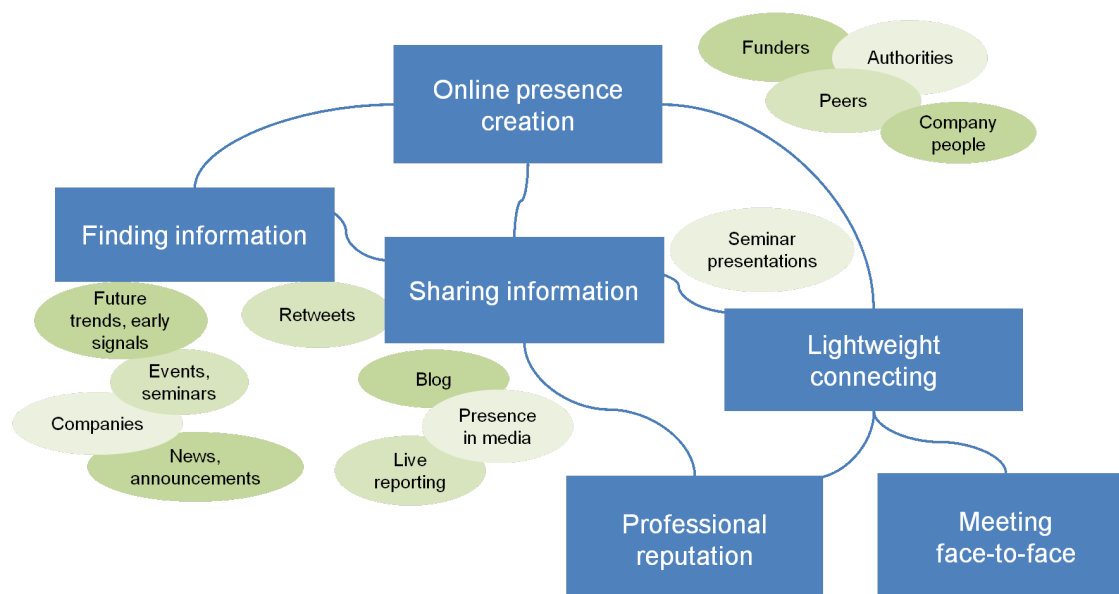 Funders
Authorities
Online presence
creation
Peers
Company
people
Finding information
Seminar
presentations
Sharing information
Future
trends, early
signals
Retweets
Lightweight
connecting
Events,
seminars
Blog
Companies
Presence
in media
News,
announcements
Live
reporting
Professional
reputation
Meeting
face-to-face